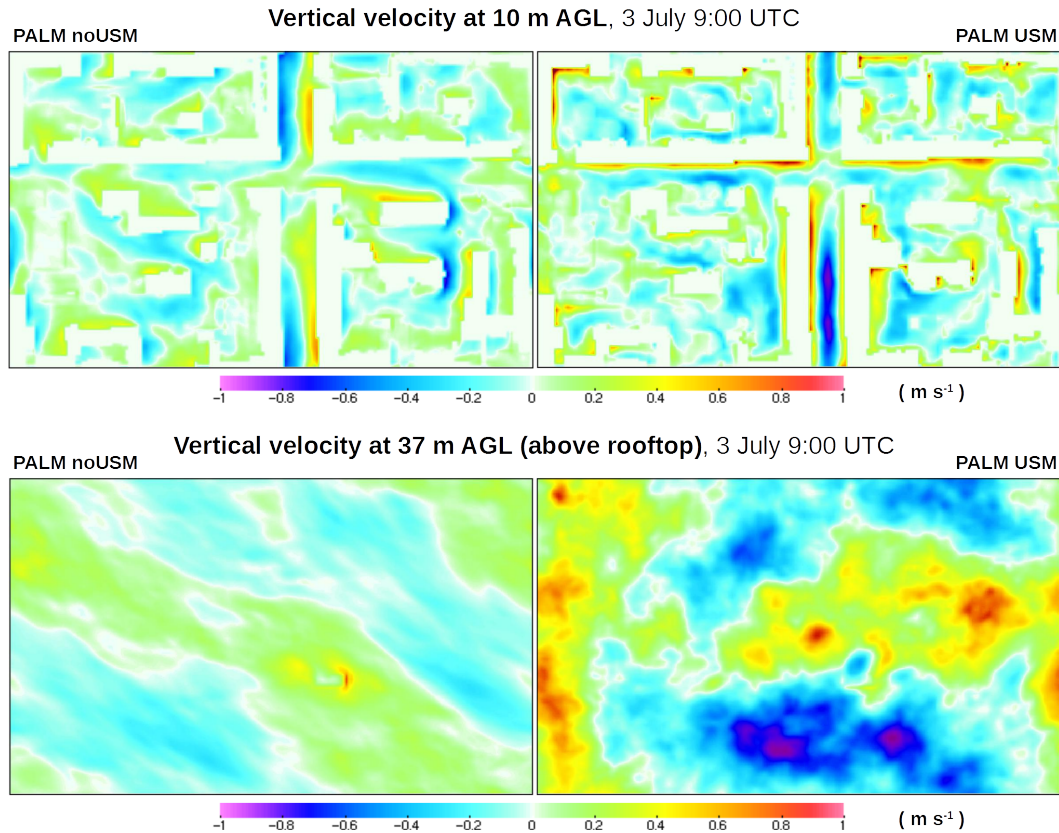 Vertical velocity at 10 m AGL, 3 July 9:00 UTC
PALM noUSM PALM USM
-1 -0.8 -0.6 -0.4 -0.2 0 0.2 0.4 0.6 0.8 1 ( m s-1 )
Vertical velocity at 37 m AGL (above rooftop), 3 July 9:00 UTC
PALM noUSM PALM USM
-1 -0.8 -0.6 -0.4 -0.2 0 0.2 0.4 0.6 0.8 1 ( m s-1 )